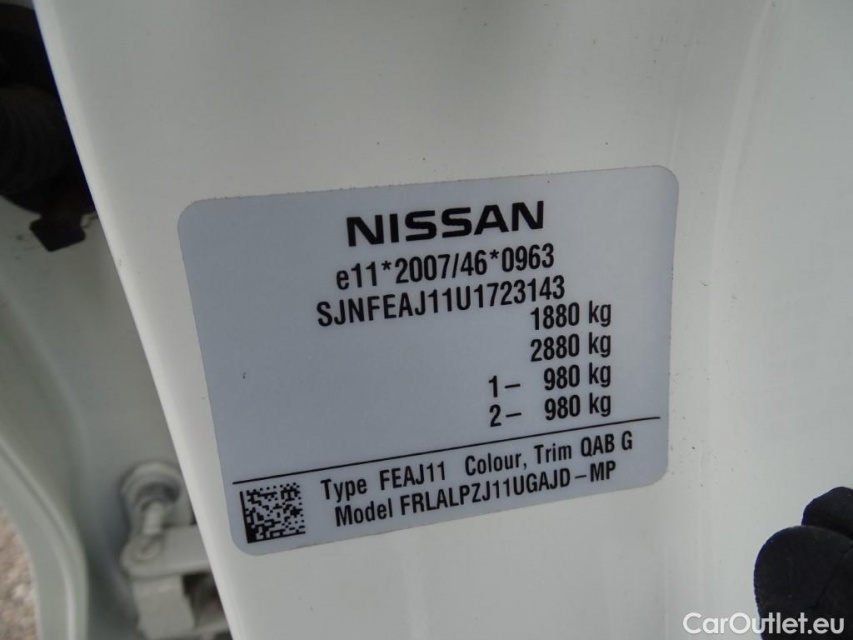 NISSAN
e11*2007/46*0963
SJNFEAJ11U1723143
1880 kg
2880 kg
1- 980 kg
2- 980 kg
Type FEAJ11 Colour, Trim QAB G
Model FRLALPZJ11UGAJD-MP
CarOutlet.eu